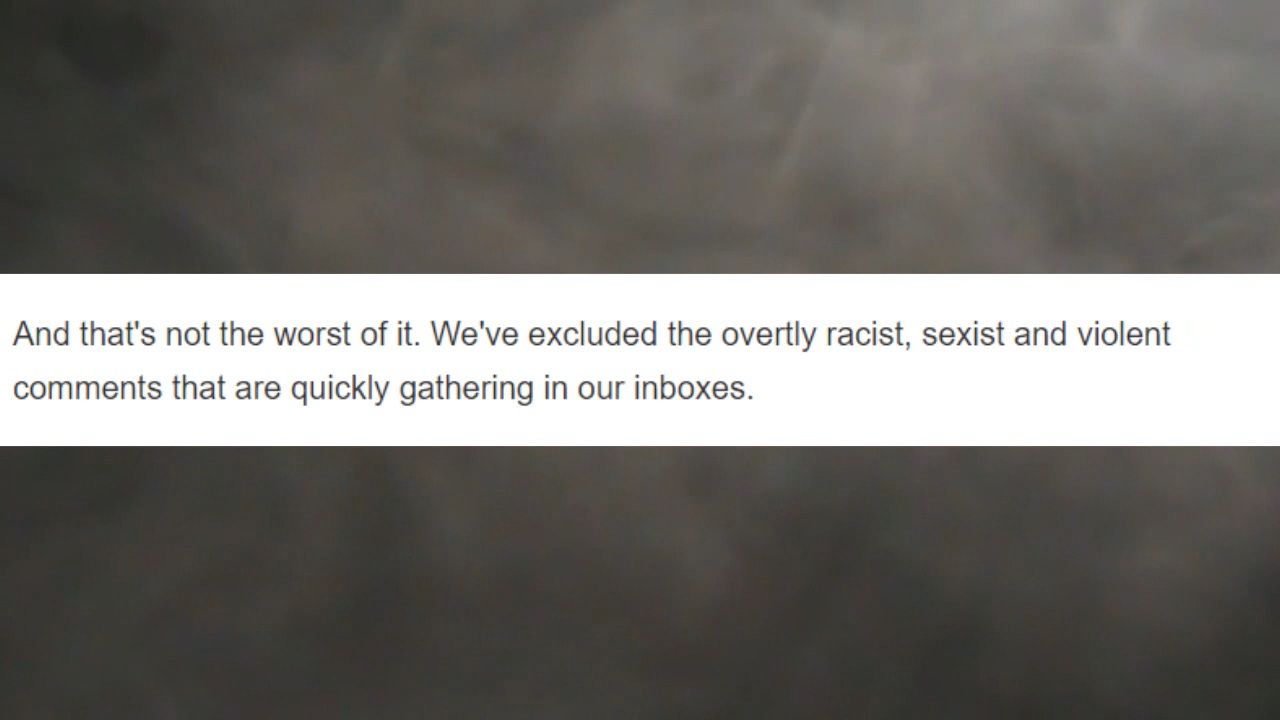 And that's not the worst of it. We've excluded the overtly racist, sexist and violent
comments that are quickly gathering in our inboxes.